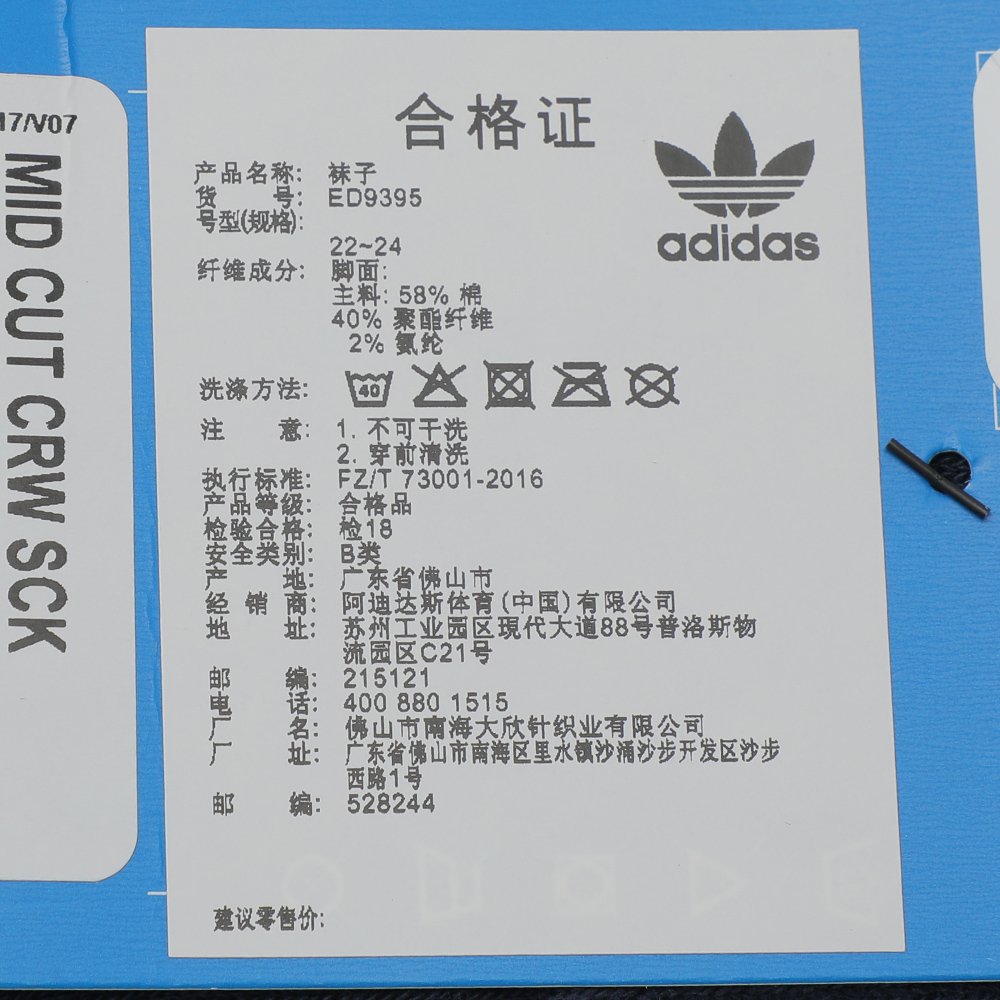 17/V07
MID CUT CRW SCK
合格证
adidas
产品名称: 袜子
货 号: ED9395
号型(规格):
22~24
纤维成分: 脚面:
主料: 58% 棉
40% 聚酯纤维
2% 氨纶
洗涤方法: 40
注 意: 1. 不可干洗
2. 穿前清洗
执行标准: FZ/T 73001-2016
产品等级: 合格品
检验合格: 检18
安全类别: B类
产 地: 广东省佛山市
经 销 商: 阿迪达斯体育(中国)有限公司
地 址: 苏州工业园区現代大道88号普洛斯物
流园区C21号
邮 编: 215121
电 话: 400 880 1515
厂 名: 佛山市南海大欣针织业有限公司
厂 址: 广东省佛山市南海区里水镇沙涌沙步开发区沙步
西路1号
邮 编: 528244
建议零售价: